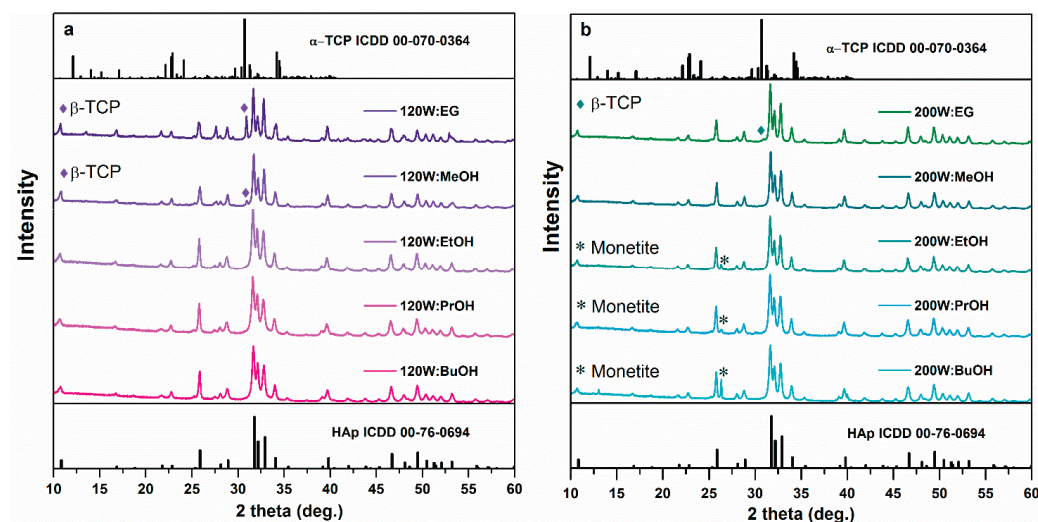 a
α–TCP ICDD 00-070-0364
♦ β-TCP
♦
120W:EG
♦ β-TCP
♦
120W:MeOH
120W:EtOH
120W:PrOH
120W:BuOH
HAp ICDD 00-76-0694
Intensity
10 15 20 25 30 35 40 45 50 55 60
2 theta (deg.)
b
α–TCP ICDD 00-070-0364
♦ β-TCP
♦
200W:EG
200W:MeOH
* Monetite
*
200W:EtOH
* Monetite
*
200W:PrOH
* Monetite
*
200W:BuOH
HAp ICDD 00-76-0694
Intensity
10 15 20 25 30 35 40 45 50 55 60
2 theta (deg.)